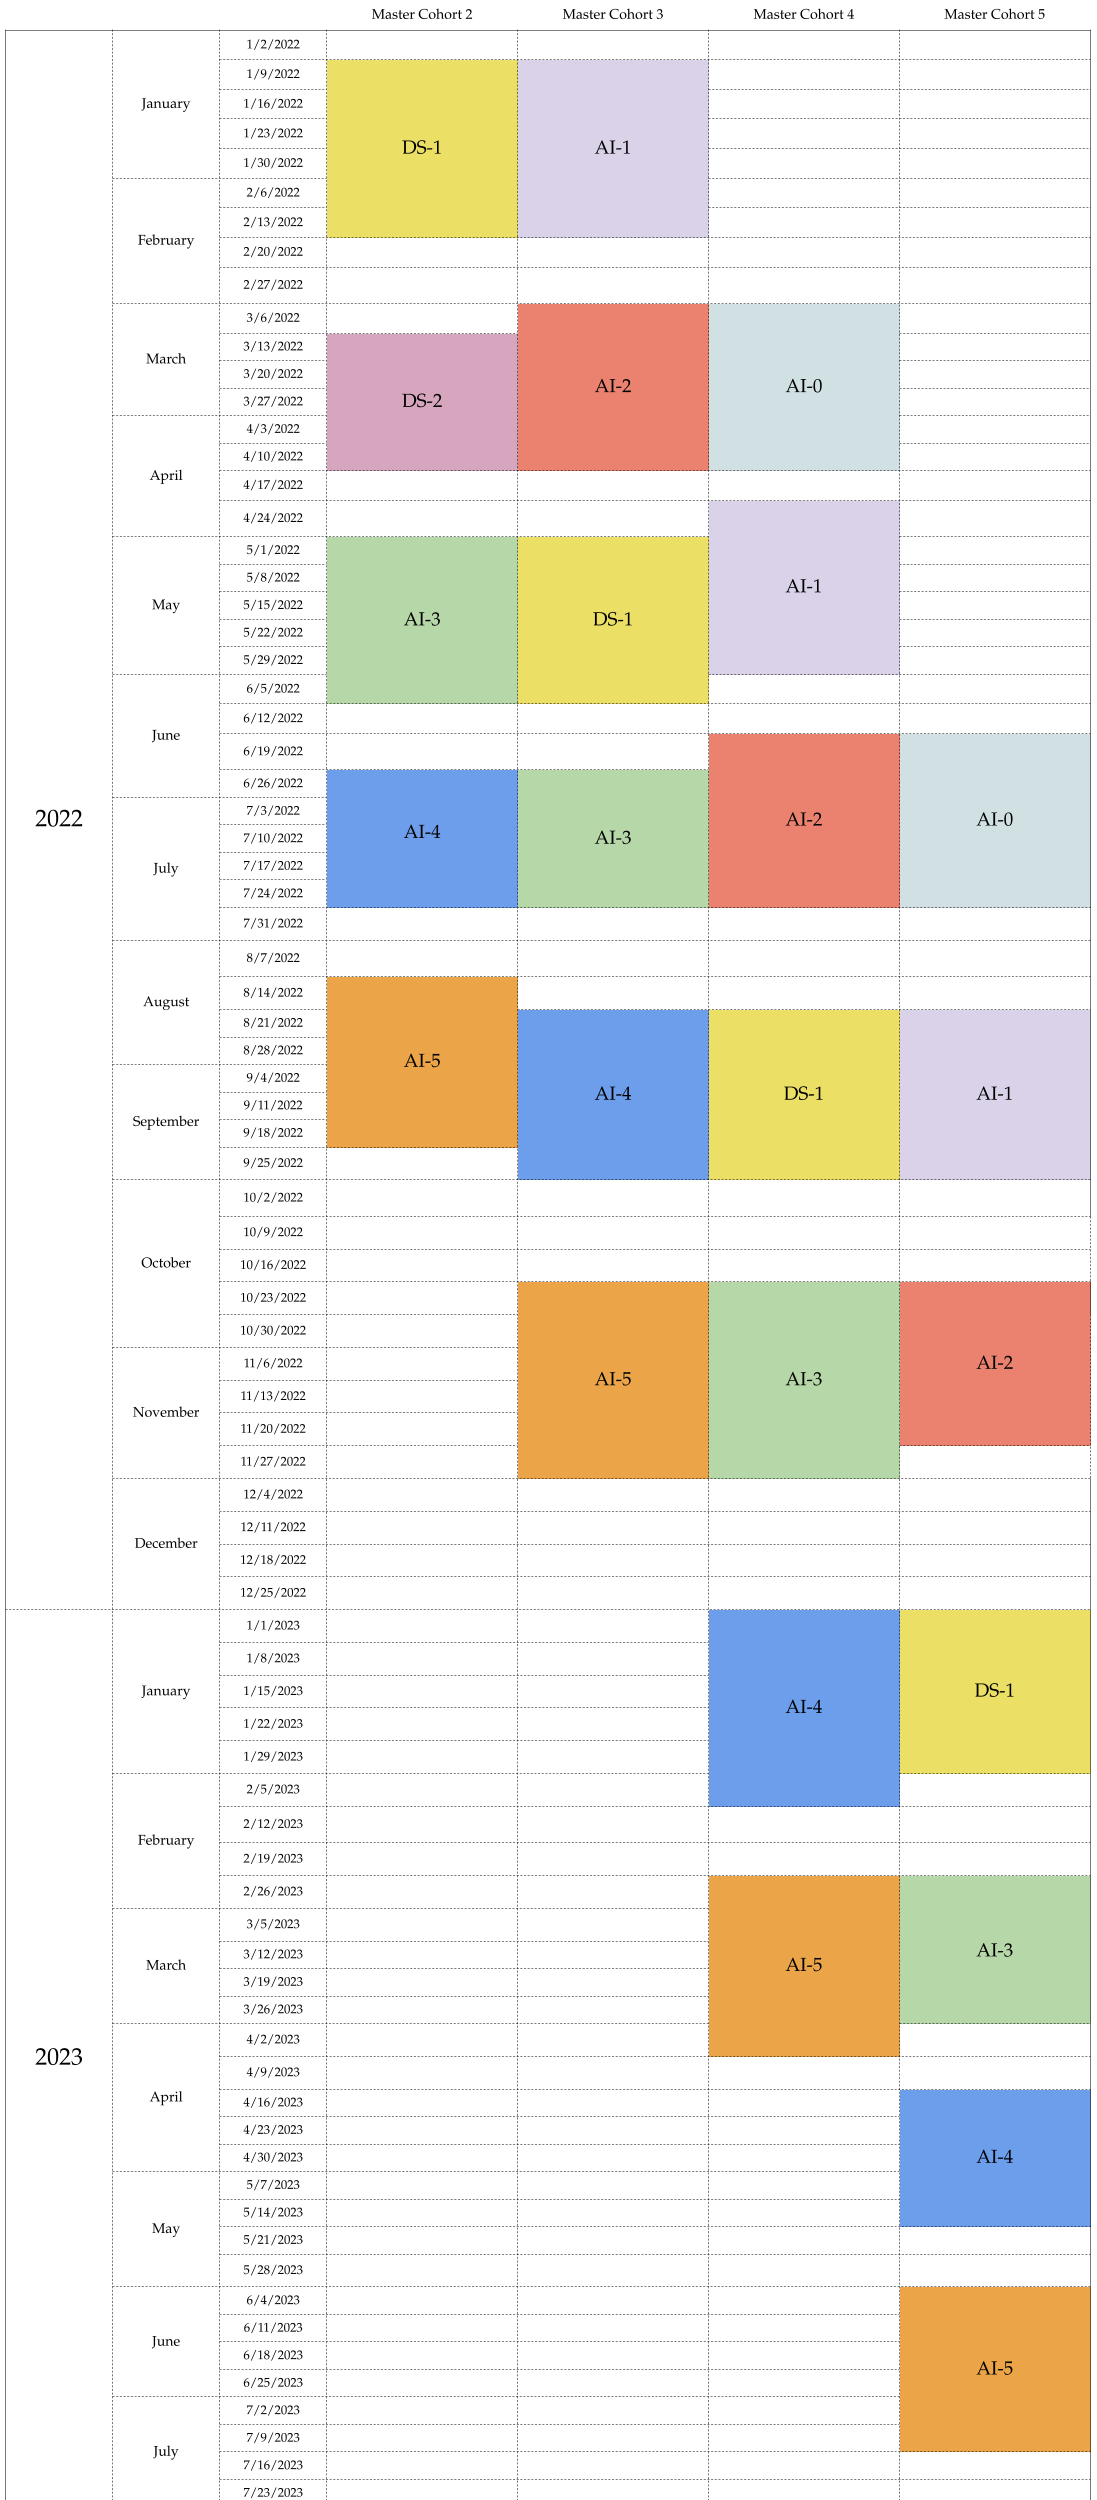 Master Cohort 2 Master Cohort 3 Master Cohort 4 Master Cohort 5
1/2/2022
1/9/2022
January 1/16/2022
1/23/2022
DS-1 AI-1
1/30/2022
2/6/2022
2/13/2022
February
2/20/2022
2/27/2022
3/6/2022
3/13/2022
March
3/20/2022
AI-2 AI-0
3/27/2022
DS-2
4/3/2022
4/10/2022
April
4/17/2022
4/24/2022
5/1/2022
5/8/2022
AI-1
May 5/15/2022
AI-3 DS-1
5/22/2022
5/29/2022
6/5/2022
6/12/2022
June
6/19/2022
6/26/2022
7/3/2022
2022
AI-2 AI-0
AI-4
7/10/2022
AI-3
7/17/2022
July
7/24/2022
7/31/2022
8/7/2022
8/14/2022
August
8/21/2022
8/28/2022
AI-5
9/4/2022
AI-4 DS-1 AI-1
9/11/2022
September
9/18/2022
9/25/2022
10/2/2022
10/9/2022
October
10/16/2022
10/23/2022
10/30/2022
11/6/2022
AI-2
AI-5 AI-3
11/13/2022
November
11/20/2022
11/27/2022
12/4/2022
12/11/2022
December
12/18/2022
12/25/2022
1/1/2023
1/8/2023
January 1/15/2023
DS-1
AI-4
1/22/2023
1/29/2023
2/5/2023
2/12/2023
February
2/19/2023
2/26/2023
3/5/2023
AI-3
3/12/2023
March
AI-5
3/19/2023
3/26/2023
4/2/2023
2023
4/9/2023
April
4/16/2023
4/23/2023
4/30/2023
AI-4
5/7/2023
5/14/2023
May
5/21/2023
5/28/2023
6/4/2023
6/11/2023
June
6/18/2023
AI-5
6/25/2023
7/2/2023
7/9/2023
July
7/16/2023
7/23/2023